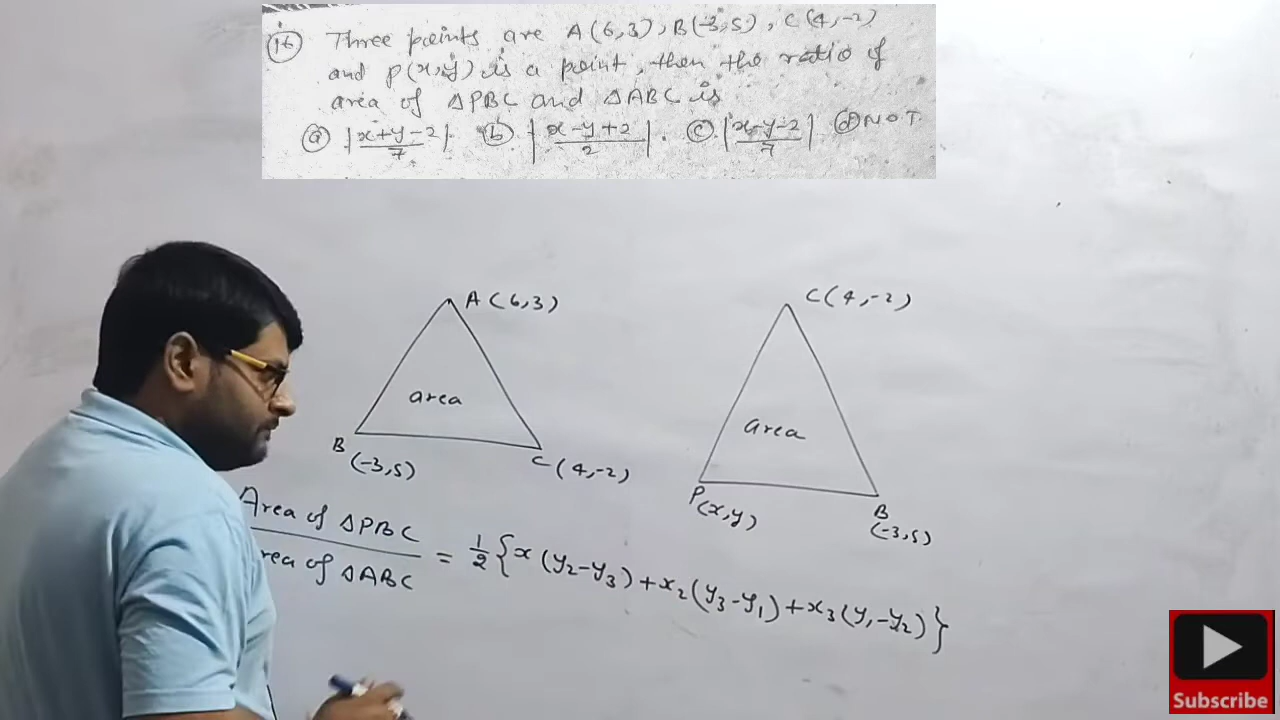 16 Three points are A(6,3), B(-3,5), C(4,-2)
and P(x,y) is a point, then the ratio of
area of ΔPBC and ΔABC is
(a) |x+y-2/7| (b) |x-y+2/2|. (c) |x-y-2/7| (d) NOT
A(6,3)
C(4,-2)
area
area
B
(-3,5)
C(4,-2)
P(x,y)
B
(-3,5)
Area of ΔPBC
rea of ΔABC
= 1/2 {x(y₂-y₃)+x₂(y₃-y₁)+x₃(y₁-y₂)}
Subscribe